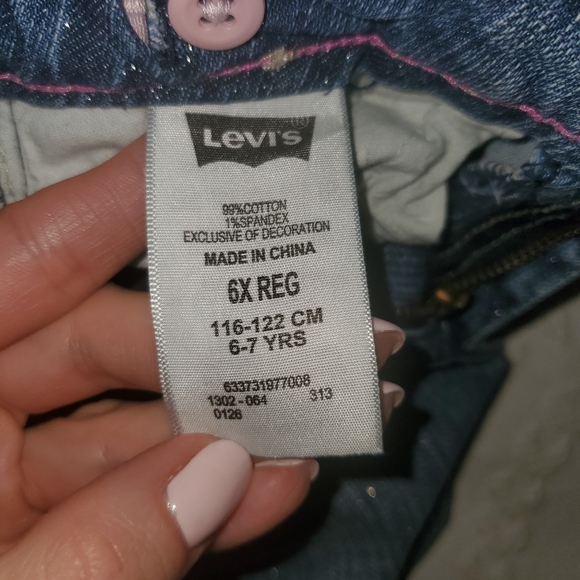 Levi's
99%COTTON
1%SPANDEX
EXCLUSIVE OF DECORATION
MADE IN CHINA
6X REG
116-122 CM
6-7 YRS
633731977008
1302-064 313
0126